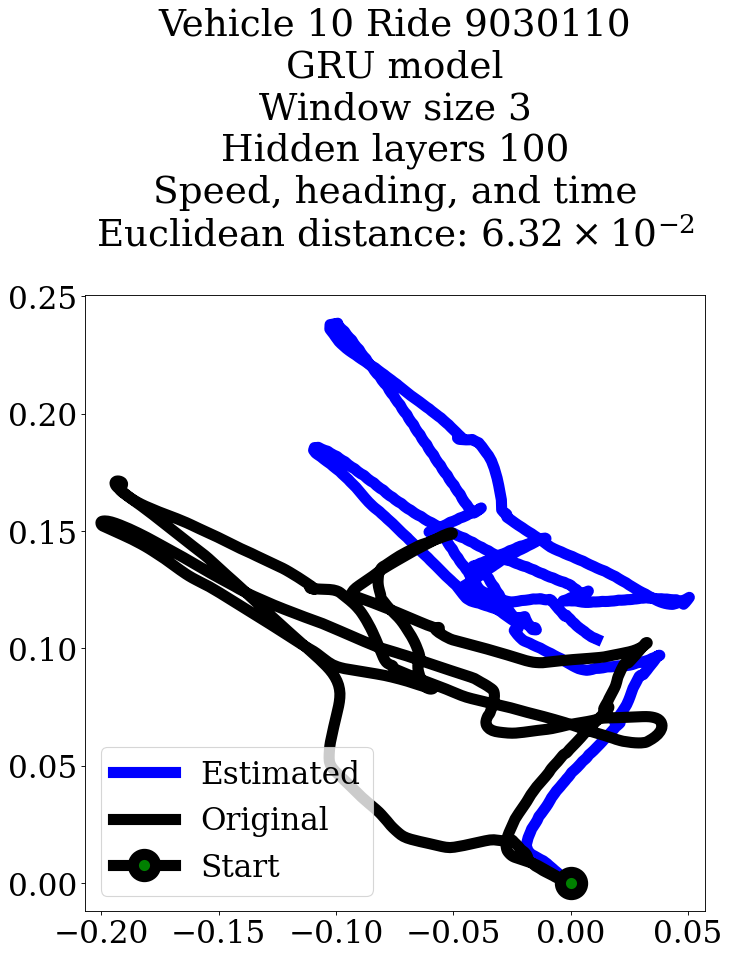 Vehicle 10 Ride 9030110
GRU model
Window size 3
Hidden layers 100
Speed, heading, and time
Euclidean distance: 6.32 × 10⁻²
0.25
0.20
0.15
0.10
0.05
0.00
Estimated
Original
Start
−0.20 −0.15 −0.10 −0.05 0.00 0.05